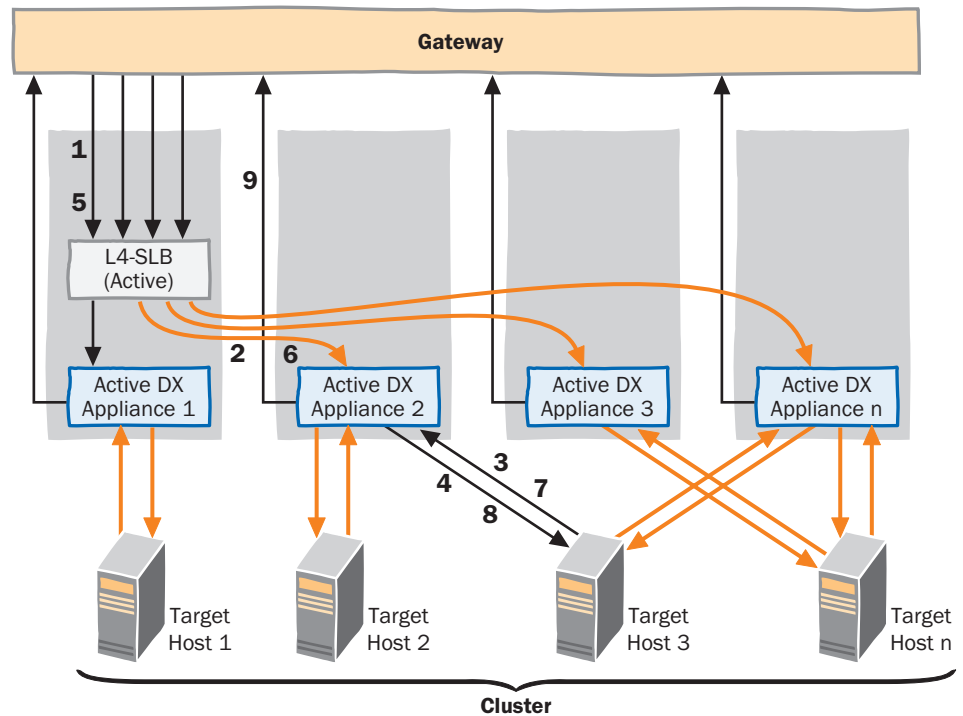 Gateway
1
9
5
L4-SLB
(Active)
2
6
Active DX
Appliance 1
Active DX
Appliance 2
Active DX
Appliance 3
Active DX
Appliance n
3
4
7
8
Target
Host 1
Target
Host 2
Target
Host 3
Target
Host n
Cluster